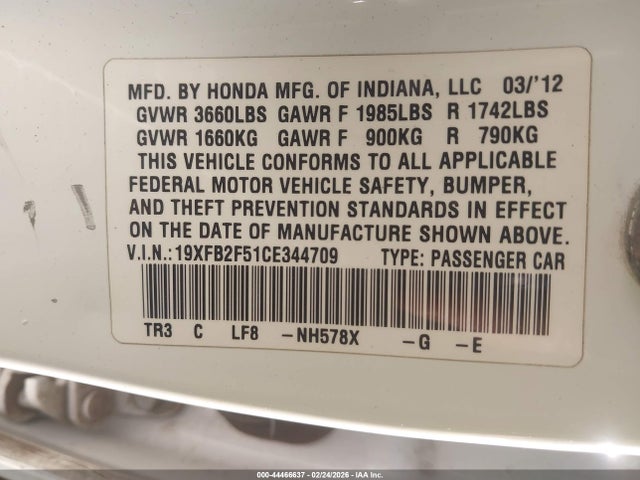 MFD. BY HONDA MFG. OF INDIANA, LLC 03/'12
GVWR 3660LBS GAWR F 1985LBS R 1742LBS
GVWR 1660KG GAWR F 900KG R 790KG
THIS VEHICLE CONFORMS TO ALL APPLICABLE
FEDERAL MOTOR VEHICLE SAFETY, BUMPER,
AND THEFT PREVENTION STANDARDS IN EFFECT
ON THE DATE OF MANUFACTURE SHOWN ABOVE.
V.I.N.:19XFB2F51CE344709 TYPE: PASSENGER CAR
TR3 C LF8 -NH578X -G -E
000-44466637 - 02/24/2026 - IAA Inc.